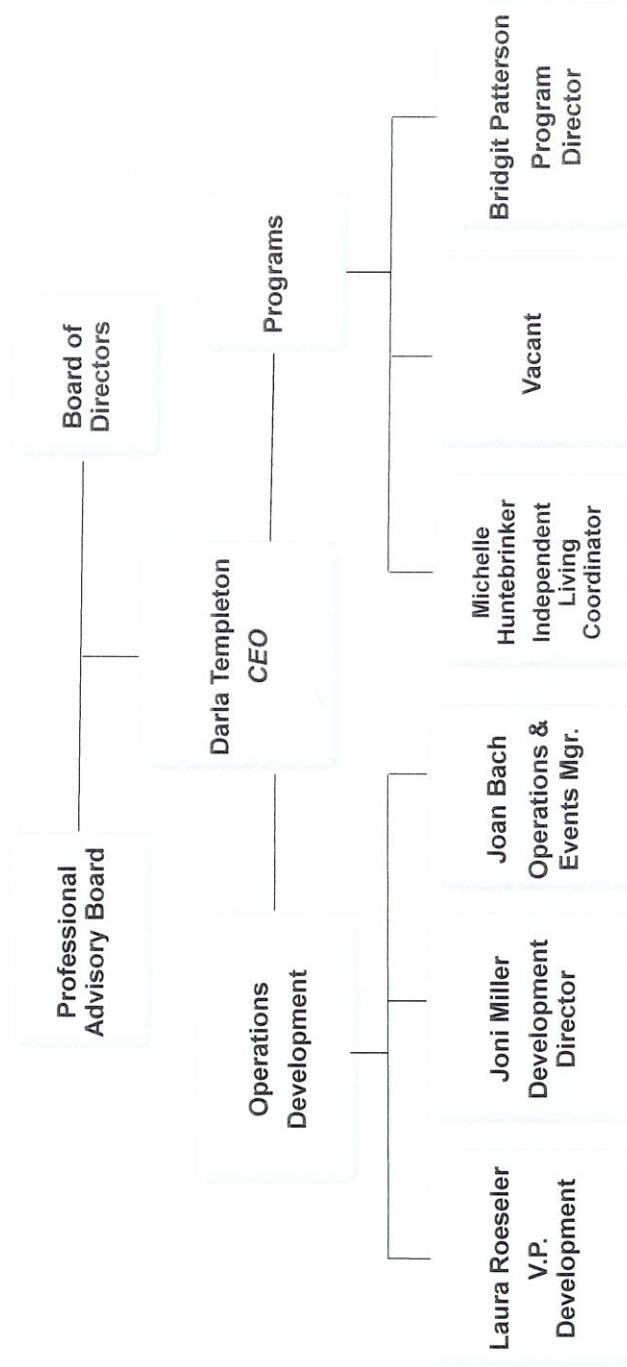 Professional
Advisory Board
Board of
Directors
Darla Templeton
CEO
Operations
Development
Programs
Laura Roeseler
V.P.
Development
Joni Miller
Development
Director
Joan Bach
Operations &
Events Mgr.
Michelle
Huntebrinker
Independent
Living
Coordinator
Vacant
Bridgit Patterson
Program
Director